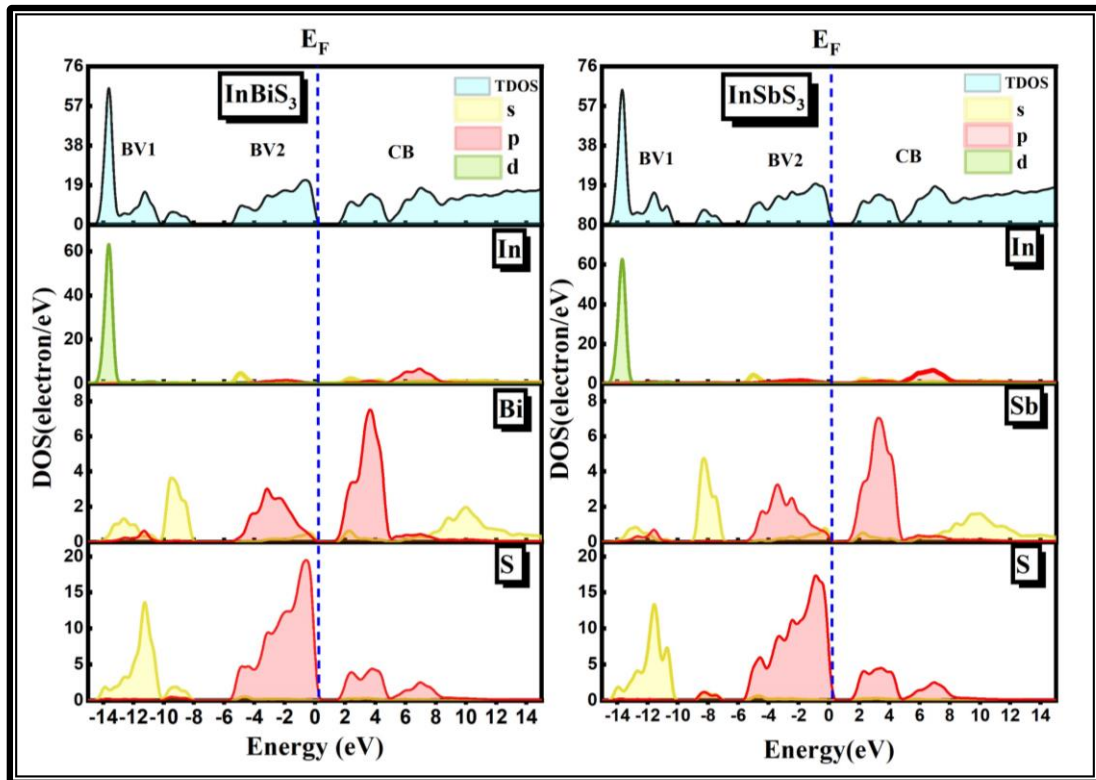 E_F
InBiS₃
BV1
BV2
CB
TDOS
s
p
d
76
57
38
19
0
In
60
40
20
0
Bi
8
6
4
2
0
S
20
15
10
5
0
-14 -12 -10 -8 -6 -4 -2 0 2 4 6 8 10 12 14
Energy (eV)
DOS(electron/eV)
E_F
InSbS₃
BV1
BV2
CB
TDOS
s
p
d
76
57
38
19
80
In
60
40
20
0
Sb
8
6
4
2
0
S
20
15
10
5
0
-14 -12 -10 -8 -6 -4 -2 0 2 4 6 8 10 12 14
Energy(eV)
DOS(electron/eV)